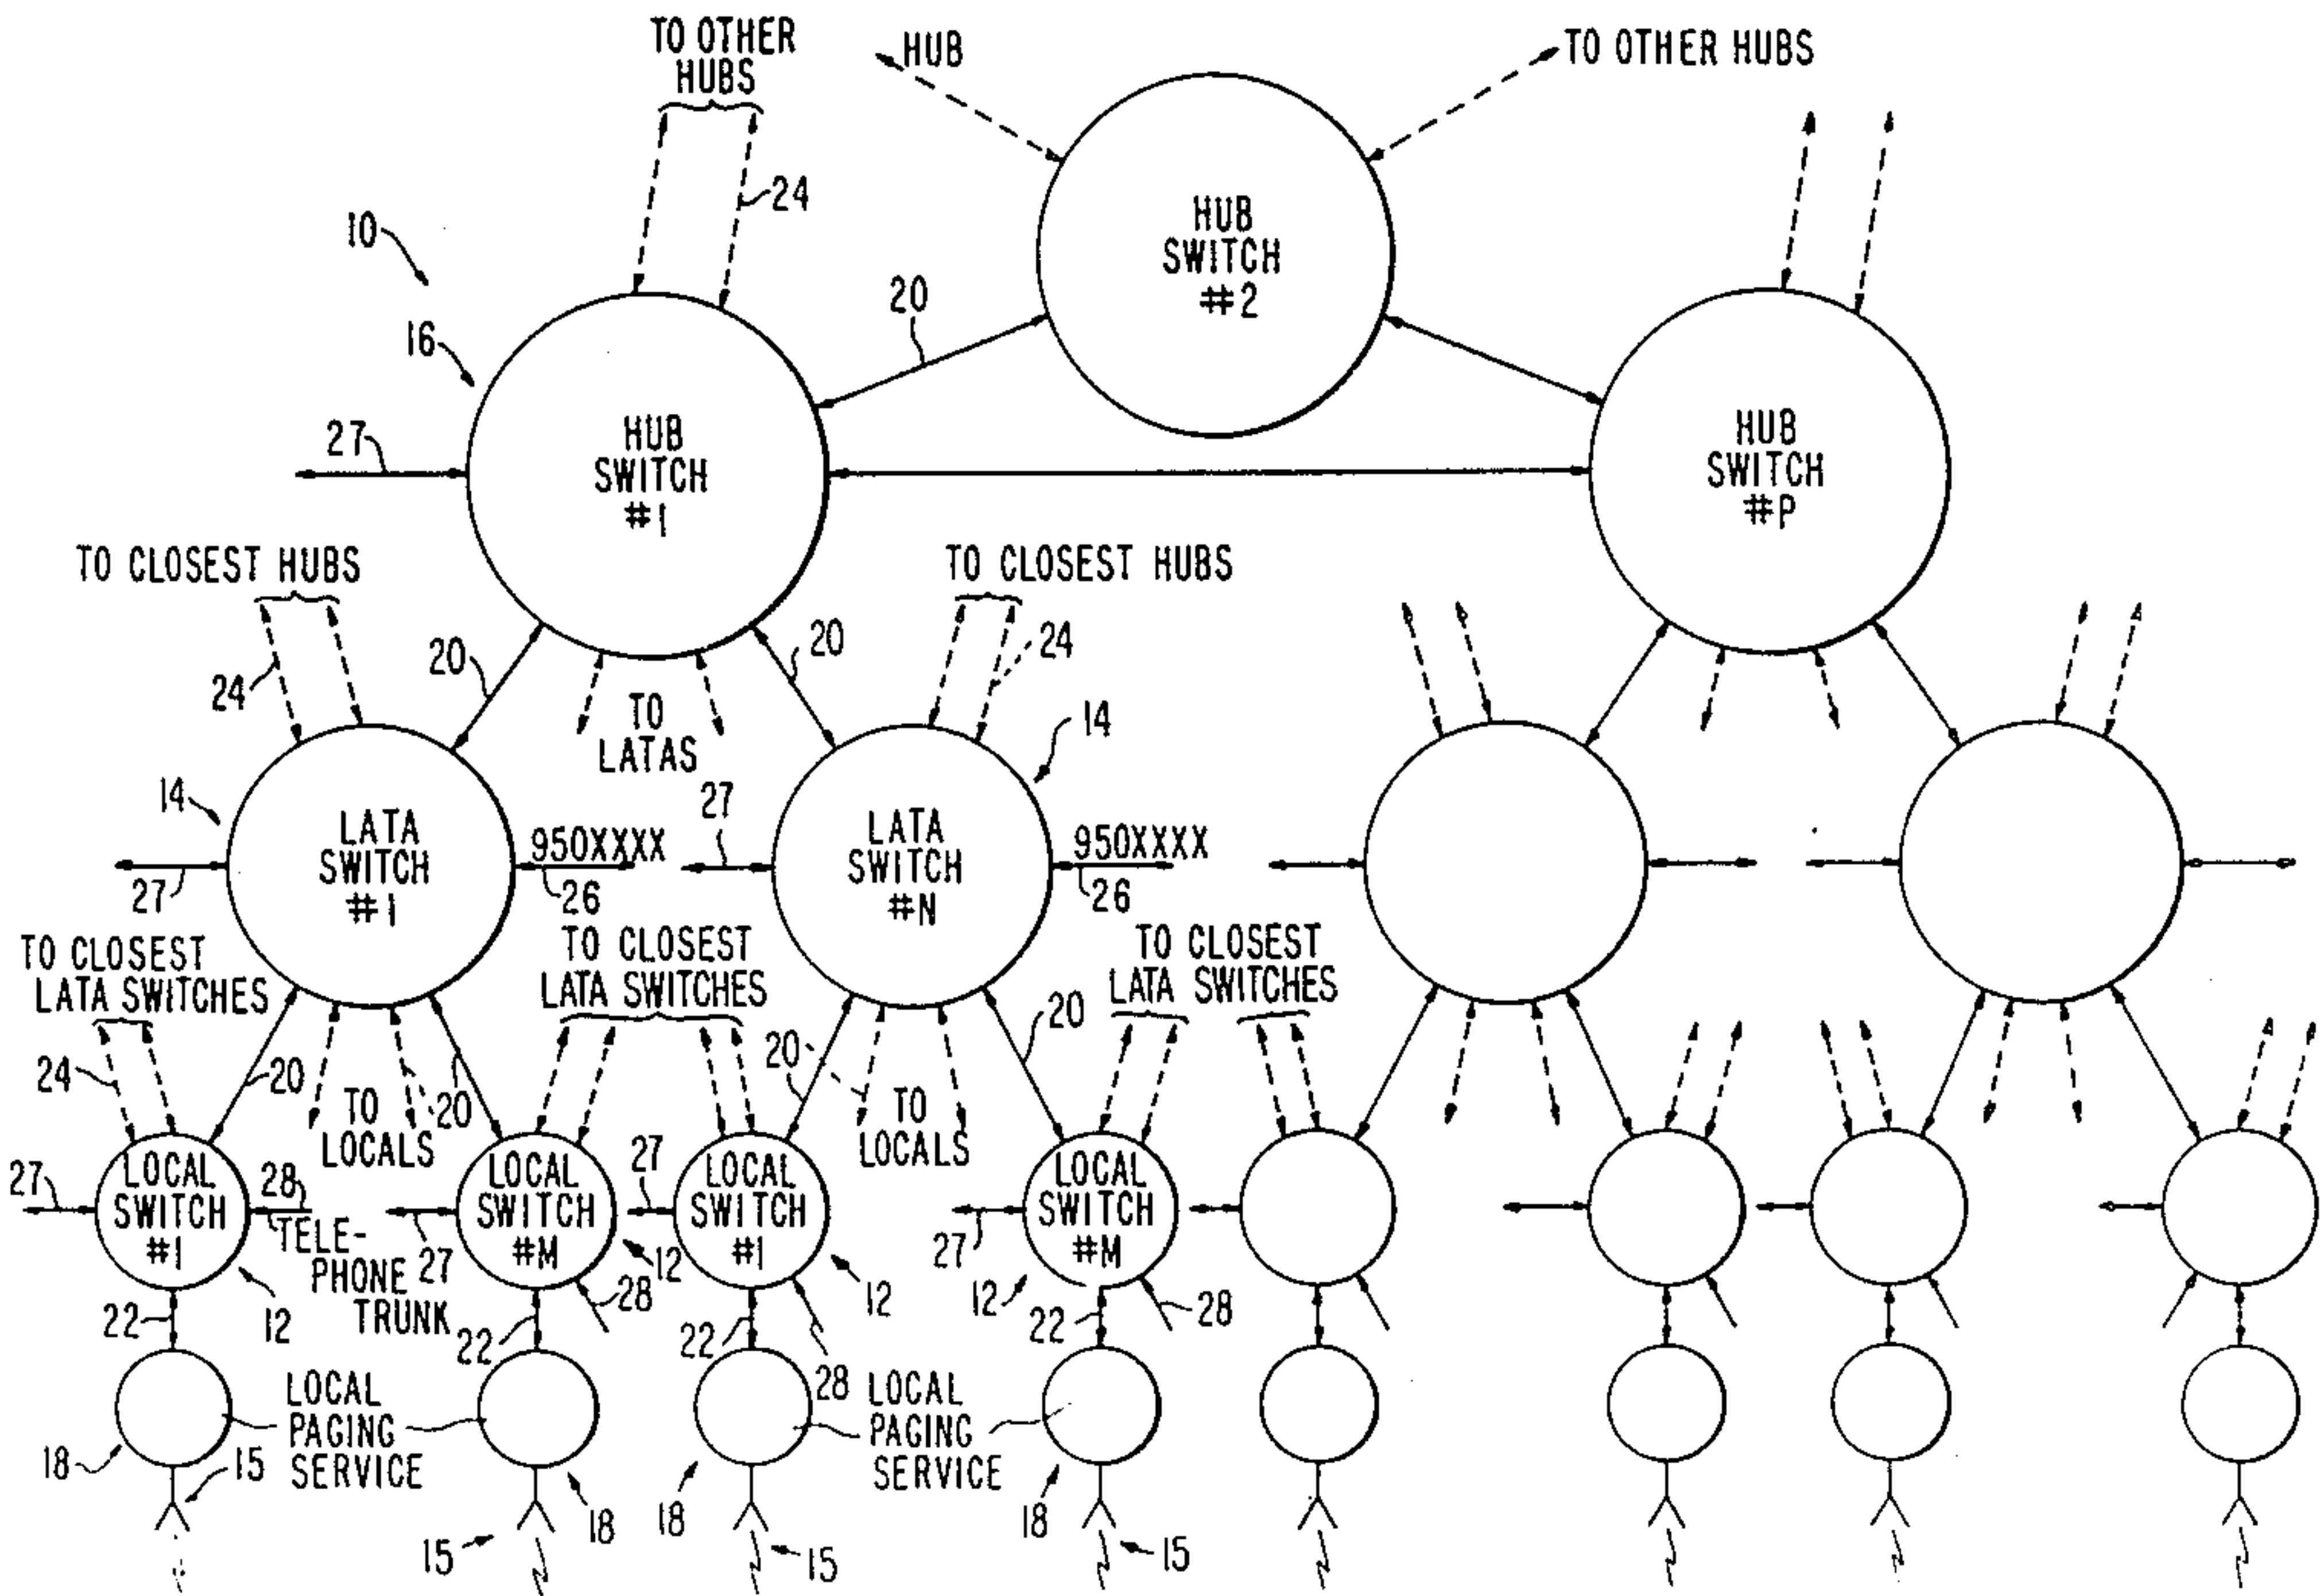 TO OTHER
HUBS
HUB
TO OTHER HUBS
24
10
HUB
SWITCH
#2
20
16
27
HUB
SWITCH
#1
HUB
SWITCH
#P
TO CLOSEST HUBS
TO CLOSEST HUBS
20
20
24
24
TO
LATAS
14
14
27
LATA
SWITCH
#1
950XXXX
LATA
SWITCH
#N
950XXXX
27
26
26
TO CLOSEST
LATA SWITCHES
TO CLOSEST
LATA SWITCHES
TO CLOSEST
LATA SWITCHES
24
20
20
20
20
TO
LOCALS
TO
LOCALS
27
LOCAL
SWITCH
#1
28
TELE-
PHONE
TRUNK
27
LOCAL
SWITCH
#M
27
LOCAL
SWITCH
#1
27
LOCAL
SWITCH
#M
12
12
12
12
28
28
28
22
22
22
22
LOCAL
PAGING
SERVICE
LOCAL
PAGING
SERVICE
18
15
18
15
18
15
18
15